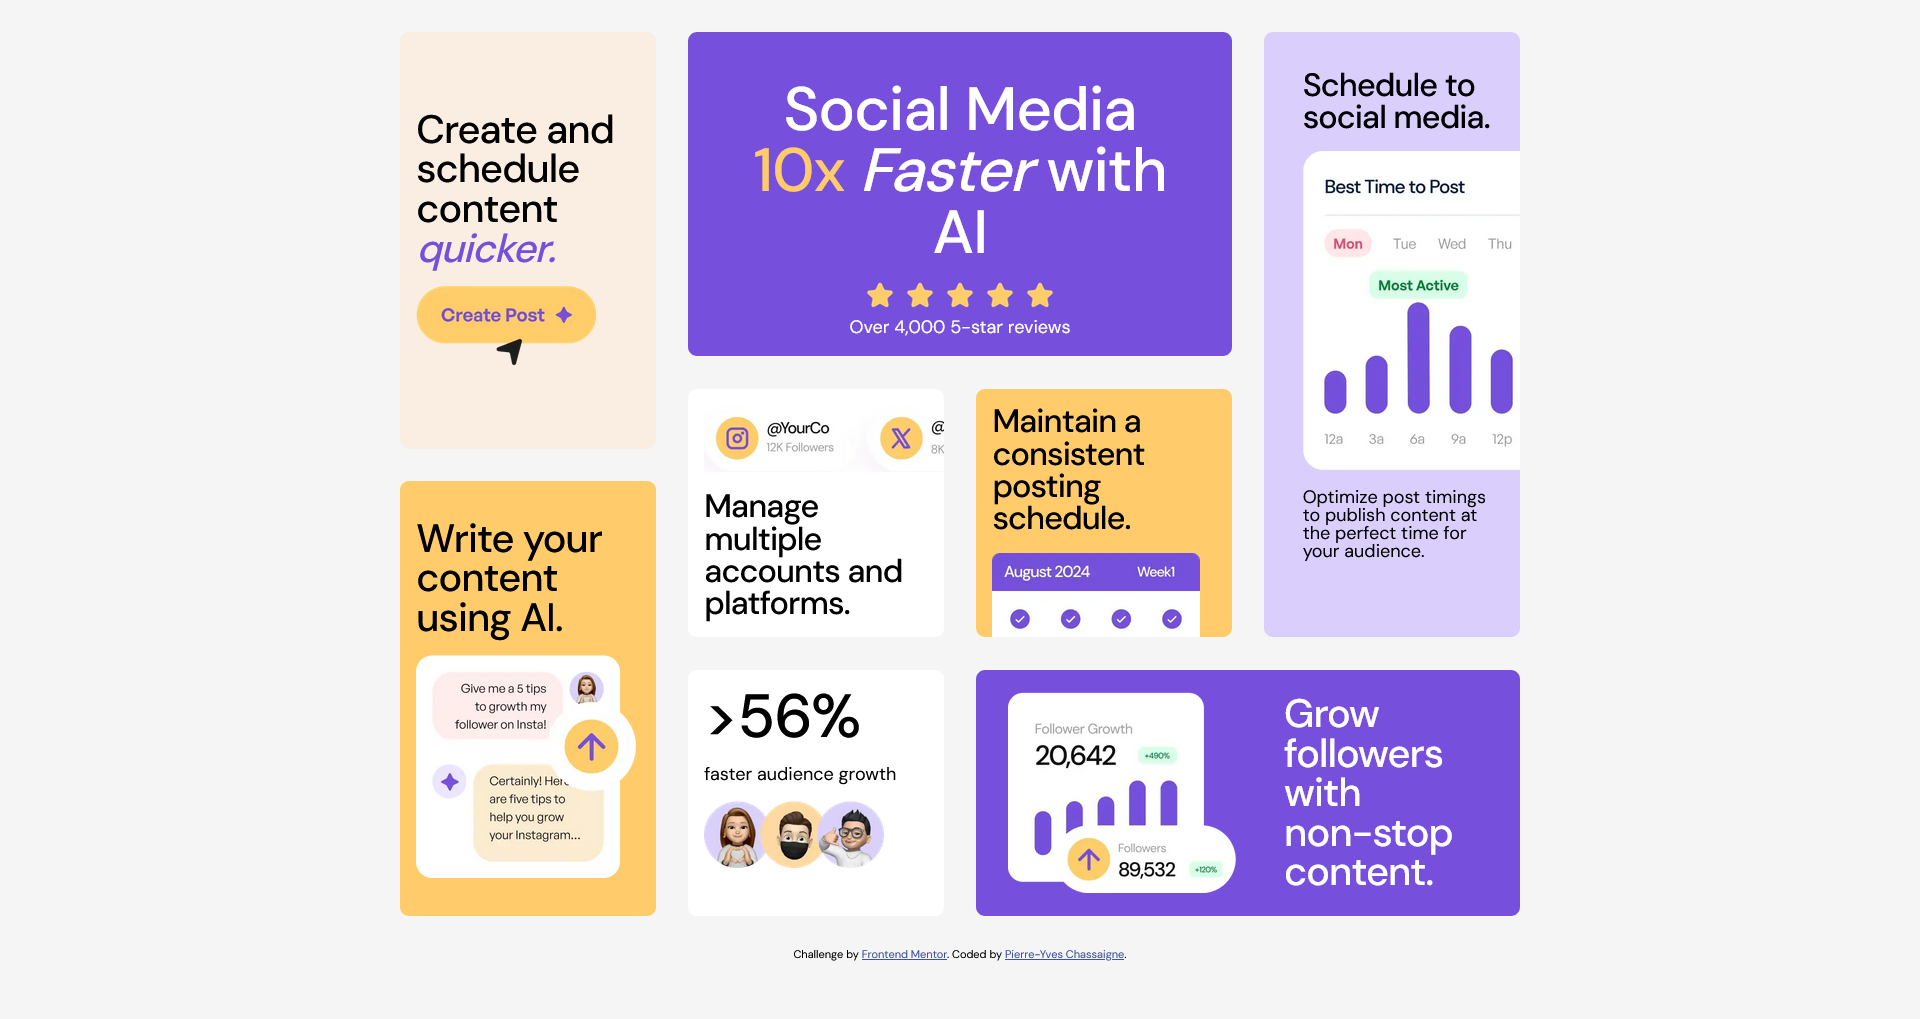 Create and
schedule
content
quicker.
Create Post
Social Media
10x Faster with
AI
Over 4,000 5-star reviews
Schedule to
social media.
Best Time to Post
Mon Tue Wed Thu
Most Active
12a 3a 6a 9a 12p
Optimize post timings
to publish content at
the perfect time for
your audience.
@YourCo
12K Followers
@
8K
Manage
multiple
accounts and
platforms.
Maintain a
consistent
posting
schedule.
August 2024 Week1
Write your
content
using AI.
Give me a 5 tips
to growth my
follower on Insta!
Certainly! Here
are five tips to
help you grow
your Instagram...
>56%
faster audience growth
Follower Growth
20,642 +490%
Followers
89,532 +120%
Grow
followers
with
non-stop
content.
Challenge by Frontend Mentor. Coded by Pierre-Yves Chassaigne.